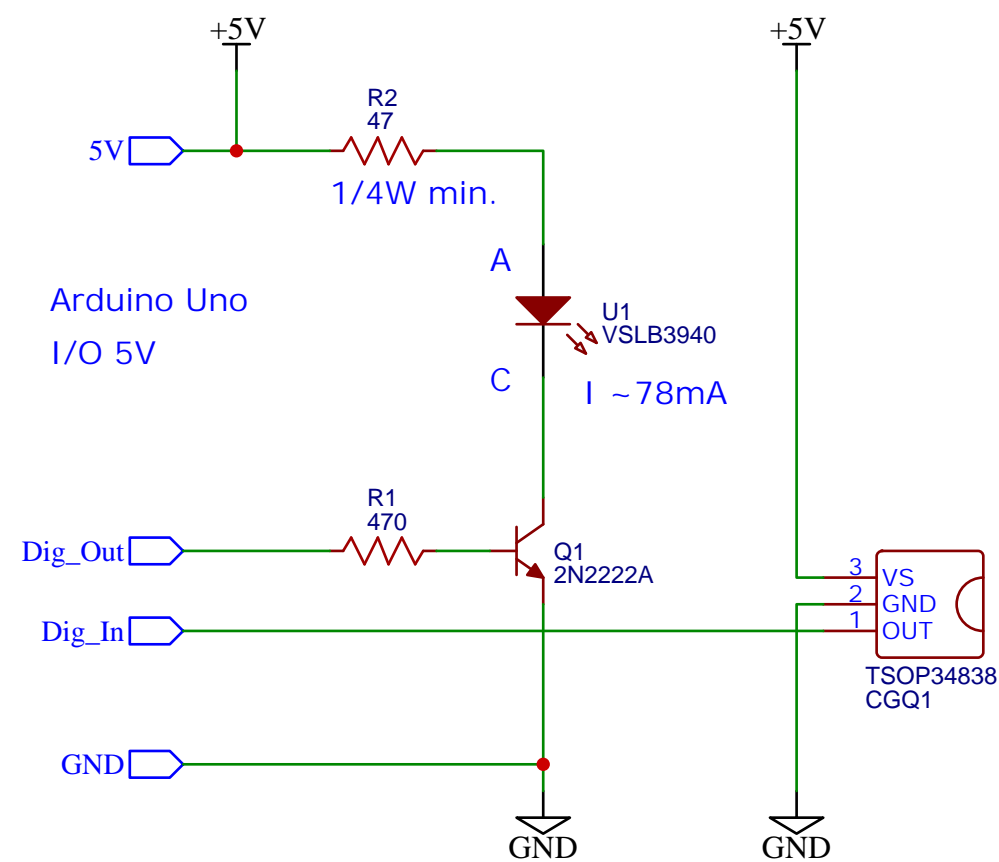 +5V
+5V
R2
47
5V
1/4W min.
A
Arduino Uno
I/O 5V
U1
VSLB3940
C
I ~78mA
R1
470
Dig_Out
Q1
2N2222A
Dig_In
3 VS
2 GND
1 OUT
TSOP34838
CGQ1
GND
GND
GND